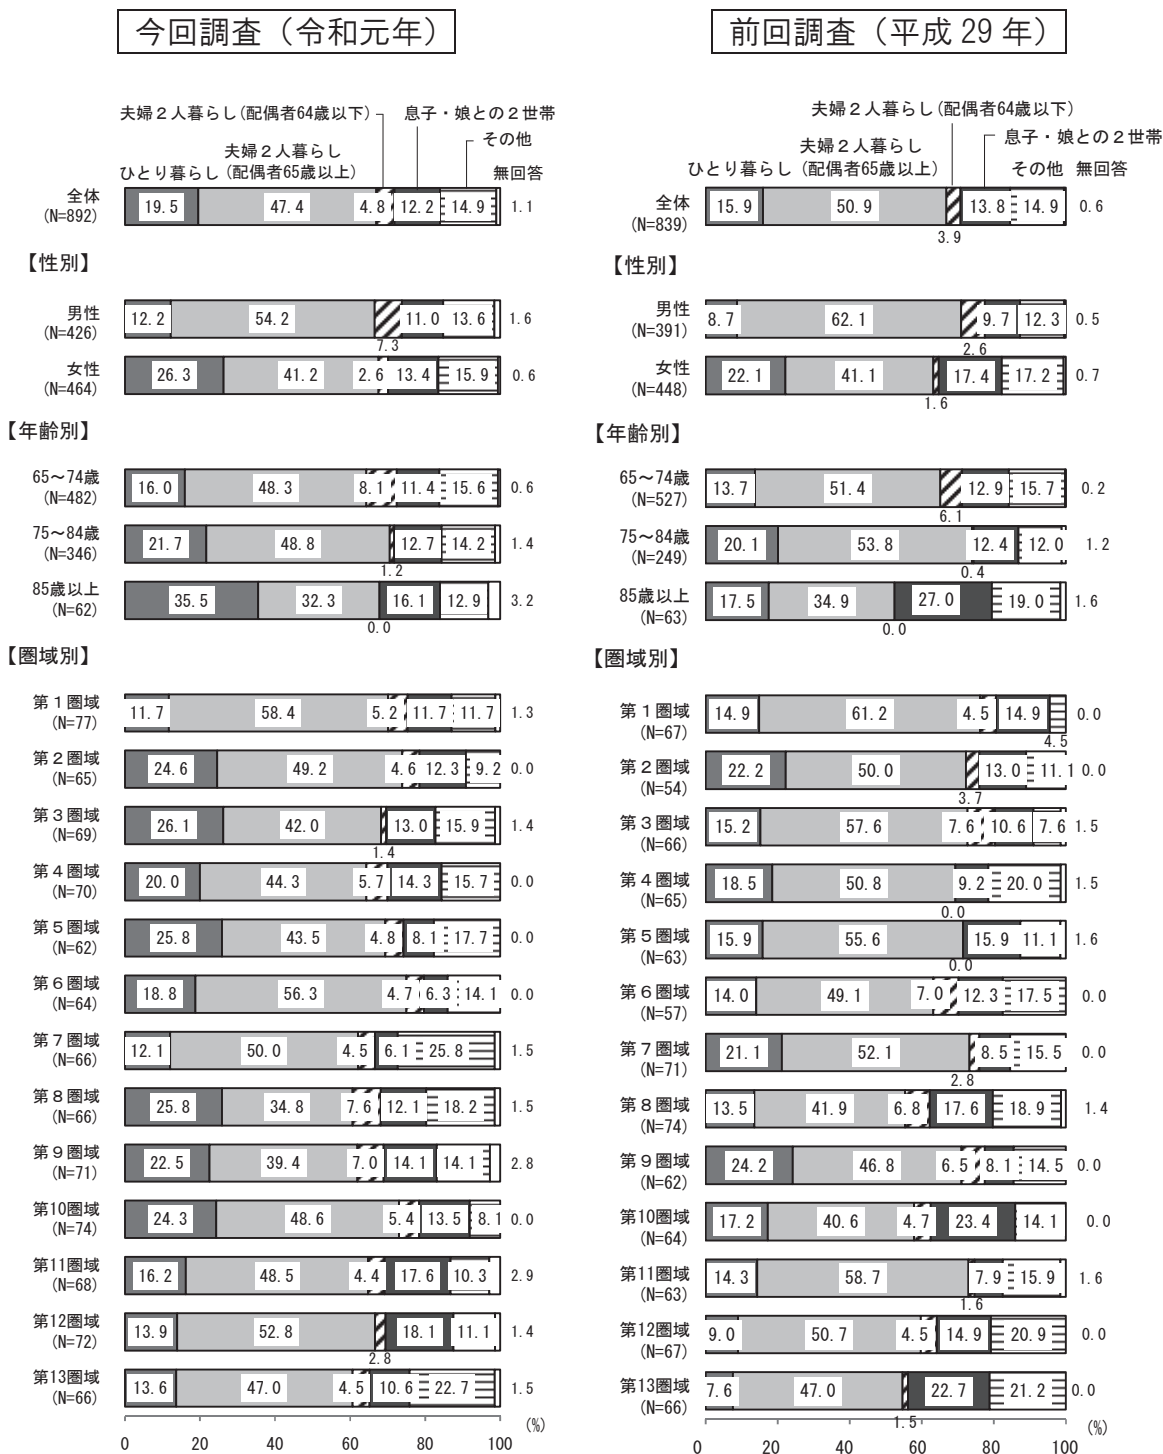 今回調査（令和元年）
夫婦２人暮らし(配偶者64歳以下)
息子・娘との２世帯
その他
夫婦２人暮らし
ひとり暮らし
(配偶者65歳以上)
無回答
全体
(N=892)
19.5 47.4 4.8 12.2 14.9 1.1
【性別】
男性
(N=426)
12.2 54.2 11.0 13.6 1.6
7.3
女性
(N=464)
26.3 41.2 2.6 13.4 15.9 0.6
【年齢別】
65～74歳
(N=482)
16.0 48.3 8.1 11.4 15.6 0.6
75～84歳
(N=346)
21.7 48.8 12.7 14.2 1.4
1.2
85歳以上
(N=62)
35.5 32.3 16.1 12.9 3.2
0.0
【圏域別】
第１圏域
(N=77)
11.7 58.4 5.2 11.7 11.7 1.3
第２圏域
(N=65)
24.6 49.2 4.6 12.3 9.2 0.0
第３圏域
(N=69)
26.1 42.0 13.0 15.9 1.4
1.4
第４圏域
(N=70)
20.0 44.3 5.7 14.3 15.7 0.0
第５圏域
(N=62)
25.8 43.5 4.8 8.1 17.7 0.0
第６圏域
(N=64)
18.8 56.3 4.7 6.3 14.1 0.0
第７圏域
(N=66)
12.1 50.0 4.5 6.1 25.8 1.5
第８圏域
(N=66)
25.8 34.8 7.6 12.1 18.2 1.5
第９圏域
(N=71)
22.5 39.4 7.0 14.1 14.1 2.8
第10圏域
(N=74)
24.3 48.6 5.4 13.5 8.1 0.0
第11圏域
(N=68)
16.2 48.5 4.4 17.6 10.3 2.9
第12圏域
(N=72)
13.9 52.8 18.1 11.1 1.4
2.8
第13圏域
(N=66)
13.6 47.0 4.5 10.6 22.7 1.5
(%)
0 20 40 60 80 100
前回調査（平成29年）
夫婦２人暮らし(配偶者64歳以下)
息子・娘との２世帯
夫婦２人暮らし
ひとり暮らし
(配偶者65歳以上)
その他
無回答
全体
(N=839)
15.9 50.9 13.8 14.9 0.6
3.9
【性別】
男性
(N=391)
8.7 62.1 9.7 12.3 0.5
2.6
女性
(N=448)
22.1 41.1 17.4 17.2 0.7
1.6
【年齢別】
65～74歳
(N=527)
13.7 51.4 12.9 15.7 0.2
6.1
75～84歳
(N=249)
20.1 53.8 12.4 12.0 1.2
0.4
85歳以上
(N=63)
17.5 34.9 27.0 19.0 1.6
0.0
【圏域別】
第１圏域
(N=67)
14.9 61.2 4.5 14.9 0.0
4.5
第２圏域
(N=54)
22.2 50.0 13.0 11.1 0.0
3.7
第３圏域
(N=66)
15.2 57.6 7.6 10.6 7.6 1.5
第４圏域
(N=65)
18.5 50.8 9.2 20.0 1.5
0.0
第５圏域
(N=63)
15.9 55.6 15.9 11.1 1.6
0.0
第６圏域
(N=57)
14.0 49.1 7.0 12.3 17.5 0.0
第７圏域
(N=71)
21.1 52.1 8.5 15.5 0.0
2.8
第８圏域
(N=74)
13.5 41.9 6.8 17.6 18.9 1.4
第９圏域
(N=62)
24.2 46.8 6.5 8.1 14.5 0.0
第10圏域
(N=64)
17.2 40.6 4.7 23.4 14.1 0.0
第11圏域
(N=63)
14.3 58.7 7.9 15.9 1.6
1.6
第12圏域
(N=67)
9.0 50.7 4.5 14.9 20.9 0.0
第13圏域
(N=66)
7.6 47.0 22.7 21.2 0.0
1.5
(%)
0 20 40 60 80 100